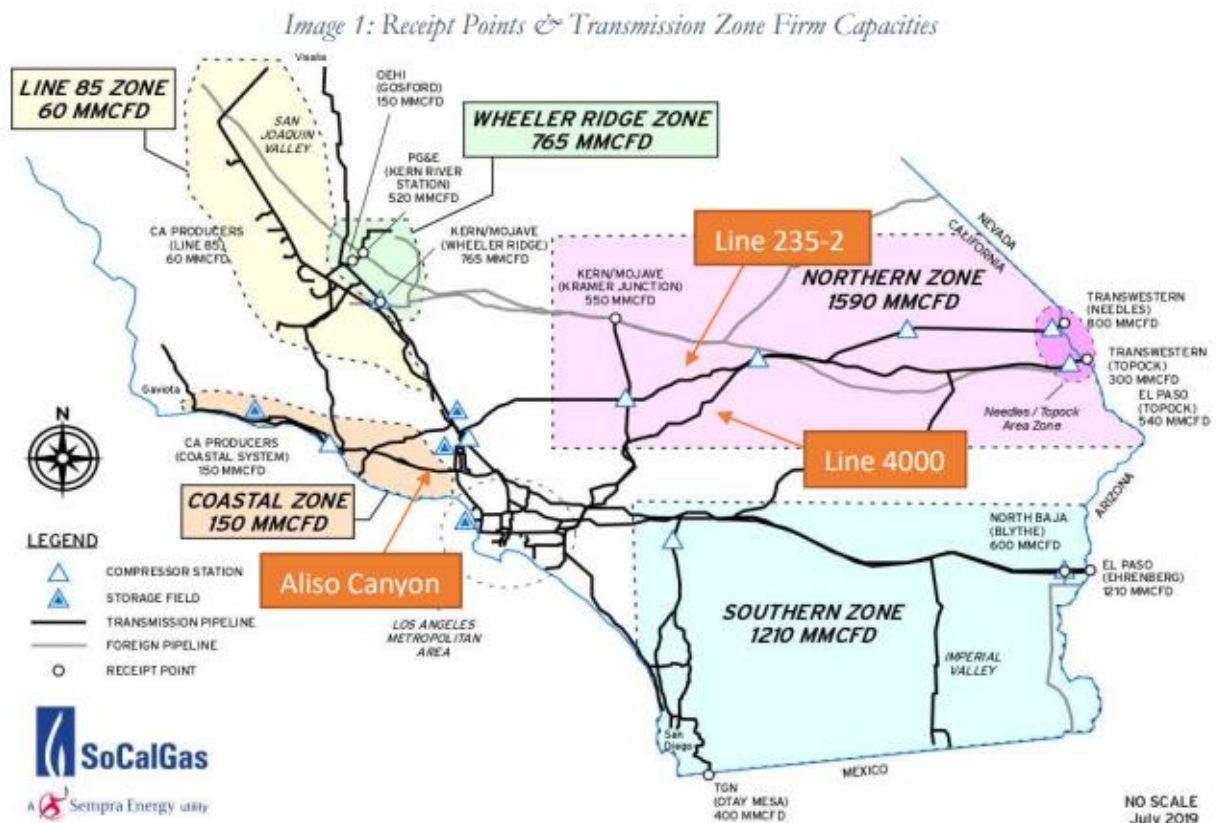 Image 1: Receipt Points & Transmission Zone Firm Capacities
Visalia
LINE 85 ZONE
60 MMCFD
OEHI
(GOSFORD)
150 MMCFD
SAN
JOAQUIN
VALLEY
WHEELER RIDGE ZONE
765 MMCFD
PG&E
(KERN RIVER
STATION)
520 MMCFD
CA PRODUCERS
(LINE 85)
60 MMCFD
KERN/MOJAVE
(WHEELER RIDGE)
765 MMCFD
Line 235-2
NEVADA
CALIFORNIA
KERN/MOJAVE
(KRAMER JUNCTION)
550 MMCFD
NORTHERN ZONE
1590 MMCFD
TRANSWESTERN
(NEEDLES)
800 MMCFD
TRANSWESTERN
(TOPOCK)
300 MMCFD
EL PASO
(TOPOCK)
540 MMCFD
Needles / Topock
Area Zone
Gaviota
N
CA PRODUCERS
(COASTAL SYSTEM)
150 MMCFD
Line 4000
COASTAL ZONE
150 MMCFD
ARIZONA
LEGEND
COMPRESSOR STATION
STORAGE FIELD
TRANSMISSION PIPELINE
FOREIGN PIPELINE
RECEIPT POINT
Aliso Canyon
LOS ANGELES
METROPOLITAN
AREA
NORTH BAJA
(BLYTHE)
600 MMCFD
EL PASO
(EHRENBERG)
1210 MMCFD
SOUTHERN ZONE
1210 MMCFD
IMPERIAL
VALLEY
San
Diego
MEXICO
TGN
(OTAY MESA)
400 MMCFD
SoCalGas
A Sempra Energy utility
NO SCALE
July 2019